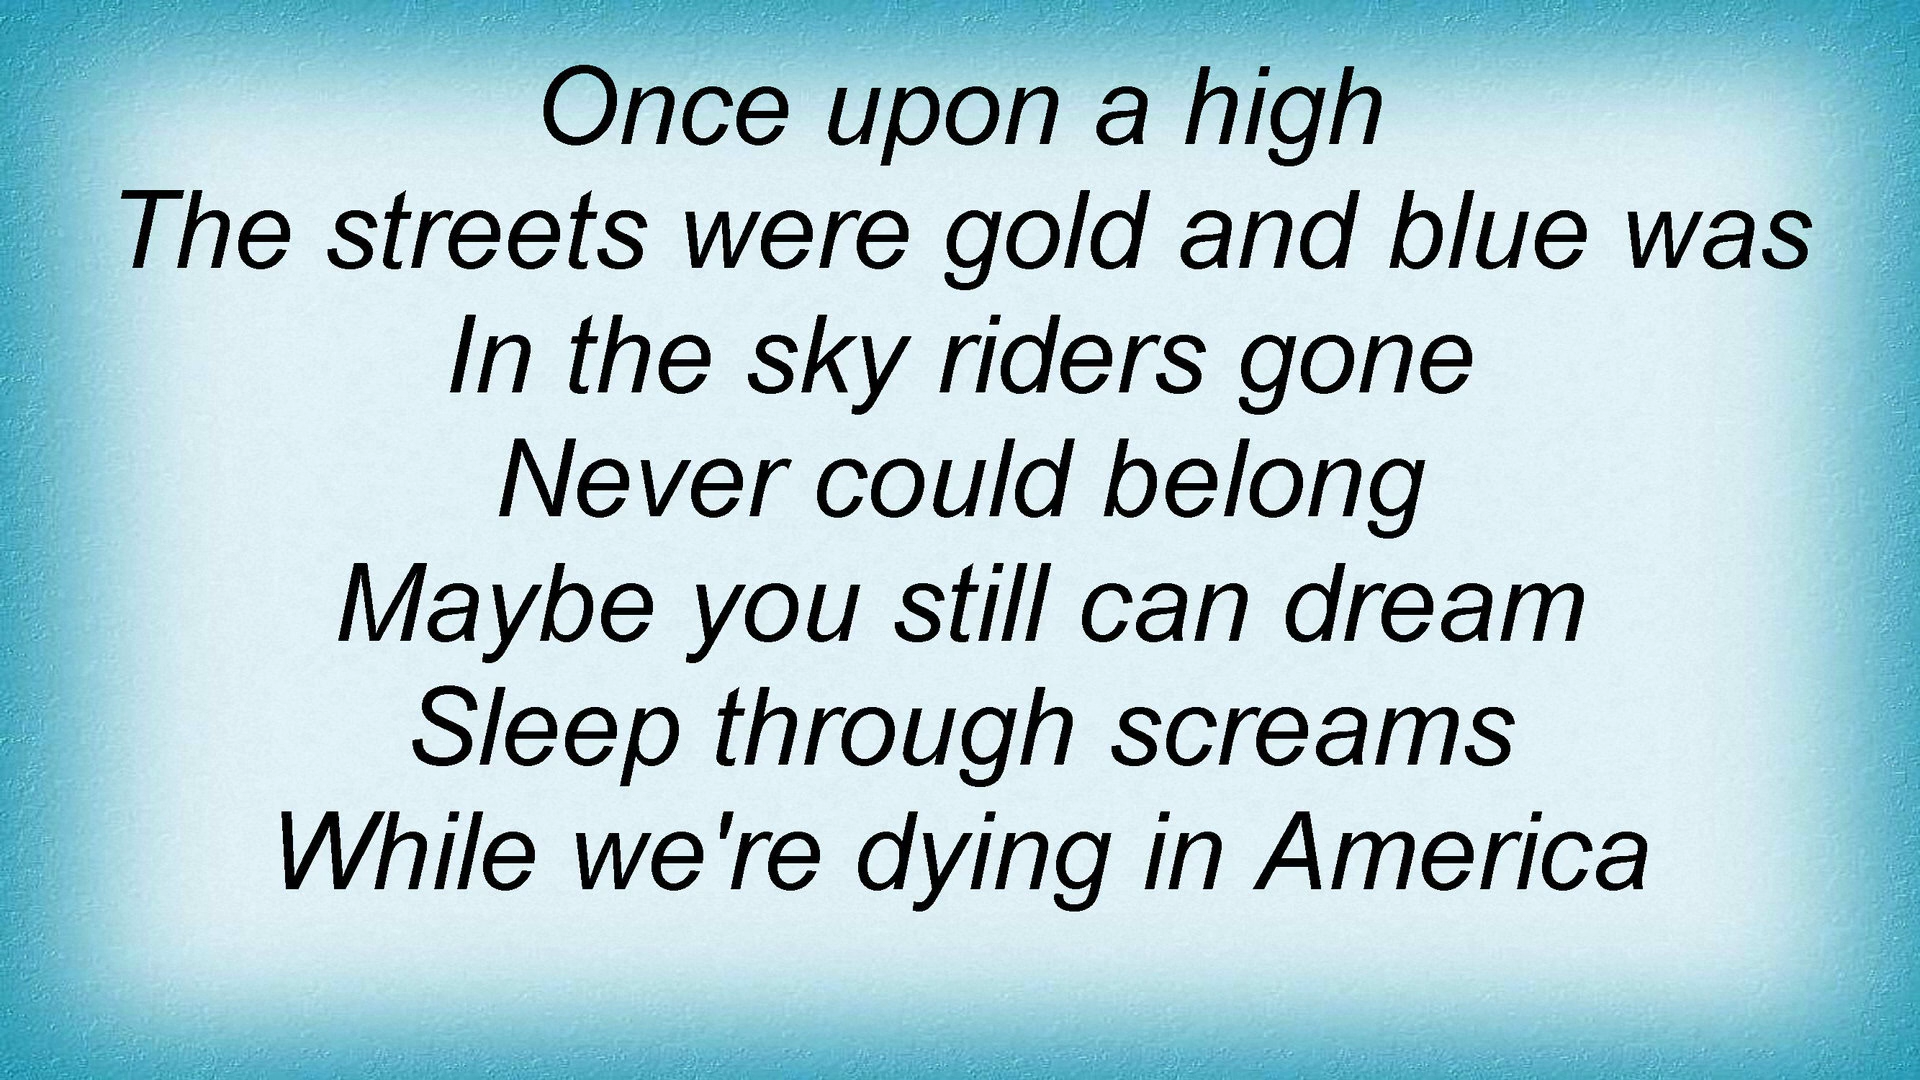 Once upon a high
The streets were gold and blue was
In the sky riders gone
Never could belong
Maybe you still can dream
Sleep through screams
While we're dying in America